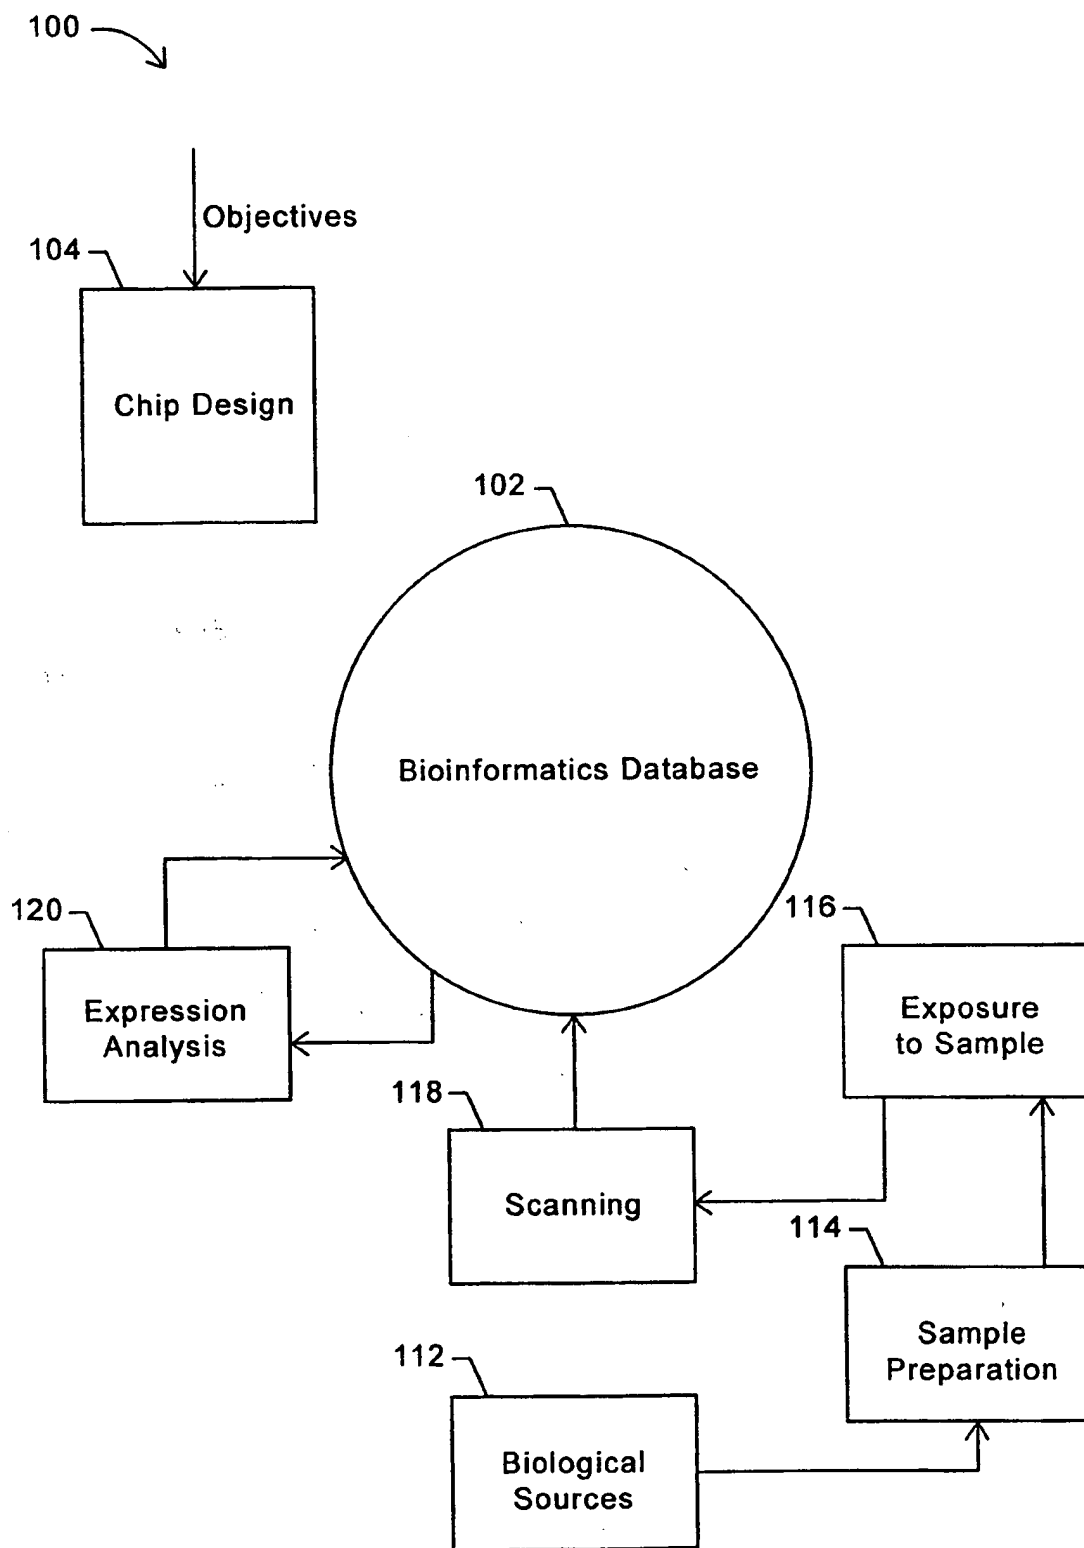 100
Objectives
104
Chip Design
102
Bioinformatics Database
120
116
Expression
Analysis
Exposure
to Sample
118
Scanning
114
Sample
Preparation
112
Biological
Sources